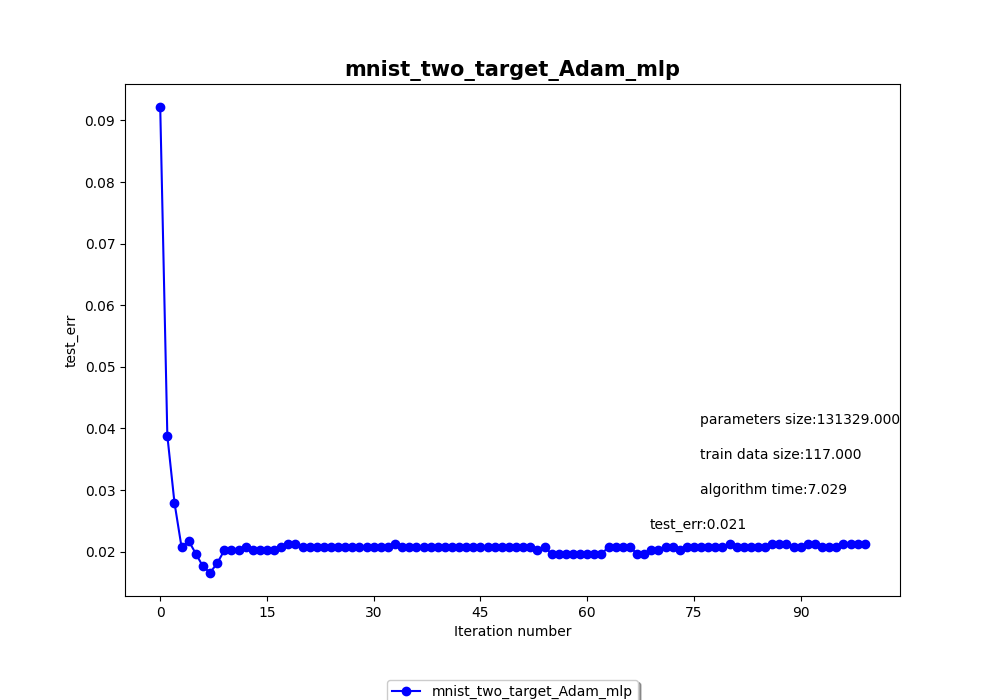 mnist_two_target_Adam_mlp
0.09
0.08
0.07
0.06
0.05
0.04
0.03
0.02
test_err
parameters size:131329.000
train data size:117.000
algorithm time:7.029
test_err:0.021
0 15 30 45 60 75 90
Iteration number
mnist_two_target_Adam_mlp